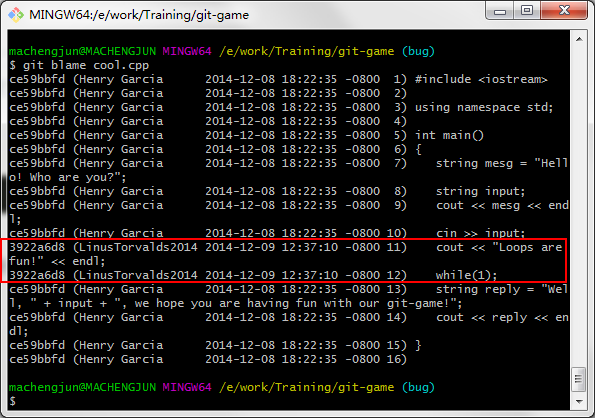 MINGW64:/e/work/Training/git-game
machengjun@MACHENGJUN MINGW64 /e/work/Training/git-game (bug)
$ git blame cool.cpp
ce59bbfd (Henry Garcia      2014-12-08 18:22:35 -0800  1) #include <iostream>
ce59bbfd (Henry Garcia      2014-12-08 18:22:35 -0800  2)
ce59bbfd (Henry Garcia      2014-12-08 18:22:35 -0800  3) using namespace std;
ce59bbfd (Henry Garcia      2014-12-08 18:22:35 -0800  4)
ce59bbfd (Henry Garcia      2014-12-08 18:22:35 -0800  5) int main()
ce59bbfd (Henry Garcia      2014-12-08 18:22:35 -0800  6) {
ce59bbfd (Henry Garcia      2014-12-08 18:22:35 -0800  7)    string mesg = "Hell
o! Who are you?";
ce59bbfd (Henry Garcia      2014-12-08 18:22:35 -0800  8)    string input;
ce59bbfd (Henry Garcia      2014-12-08 18:22:35 -0800  9)    cout << mesg << end
l;
ce59bbfd (Henry Garcia      2014-12-08 18:22:35 -0800 10)    cin >> input;
3922a6d8 (LinusTorvalds2014 2014-12-09 12:37:10 -0800 11)    cout << "Loops are
fun!" << endl;
3922a6d8 (LinusTorvalds2014 2014-12-09 12:37:10 -0800 12)    while(1);
ce59bbfd (Henry Garcia      2014-12-08 18:22:35 -0800 13)    string reply = "Wel
l, " + input + ", we hope you are having fun with our git-game!";
ce59bbfd (Henry Garcia      2014-12-08 18:22:35 -0800 14)    cout << reply << en
dl;
ce59bbfd (Henry Garcia      2014-12-08 18:22:35 -0800 15) }
ce59bbfd (Henry Garcia      2014-12-08 18:22:35 -0800 16)
machengjun@MACHENGJUN MINGW64 /e/work/Training/git-game (bug)
$